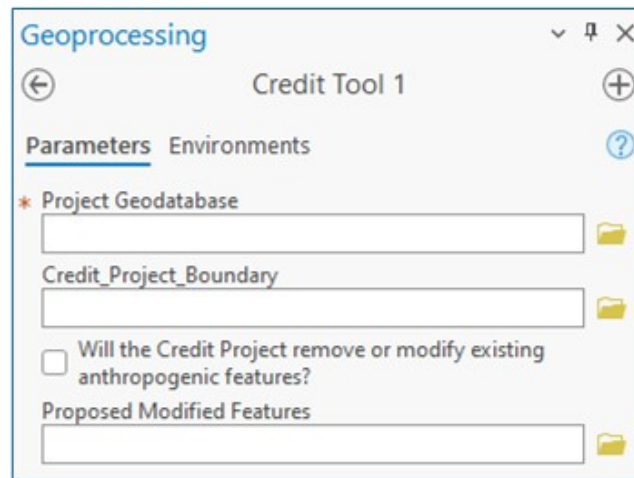 Geoprocessing
Credit Tool 1
Parameters Environments
* Project Geodatabase
Credit_Project_Boundary
Will the Credit Project remove or modify existing
anthropogenic features?
Proposed Modified Features